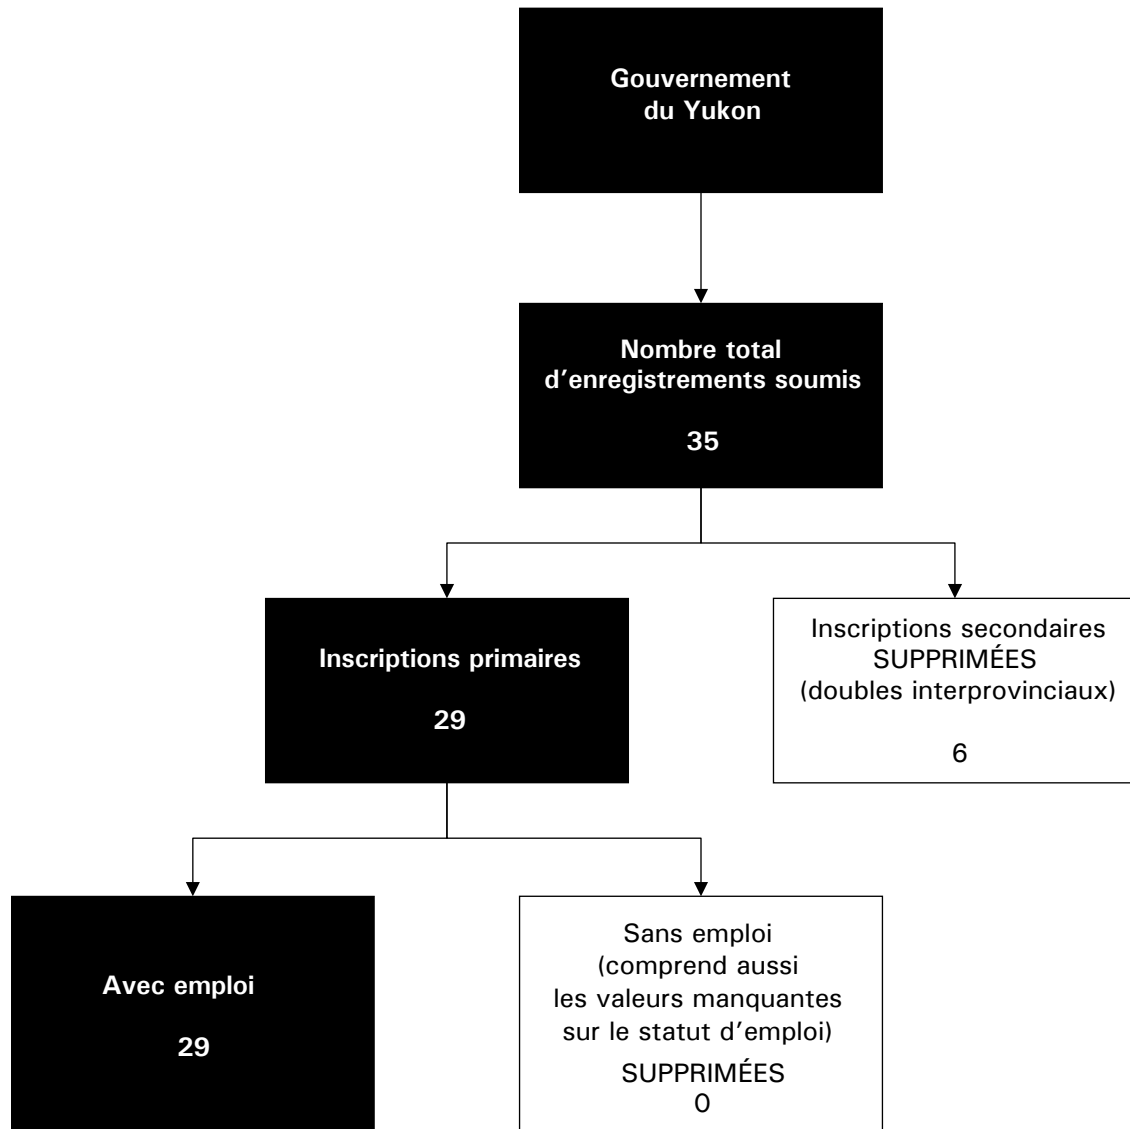 Gouvernement
du Yukon
Nombre total
d'enregistrements soumis
35
Inscriptions primaires
29
Inscriptions secondaires
SUPPRIMÉES
(doubles interprovinciaux)
6
Avec emploi
29
Sans emploi
(comprend aussi
les valeurs manquantes
sur le statut d'emploi)
SUPPRIMÉES
0